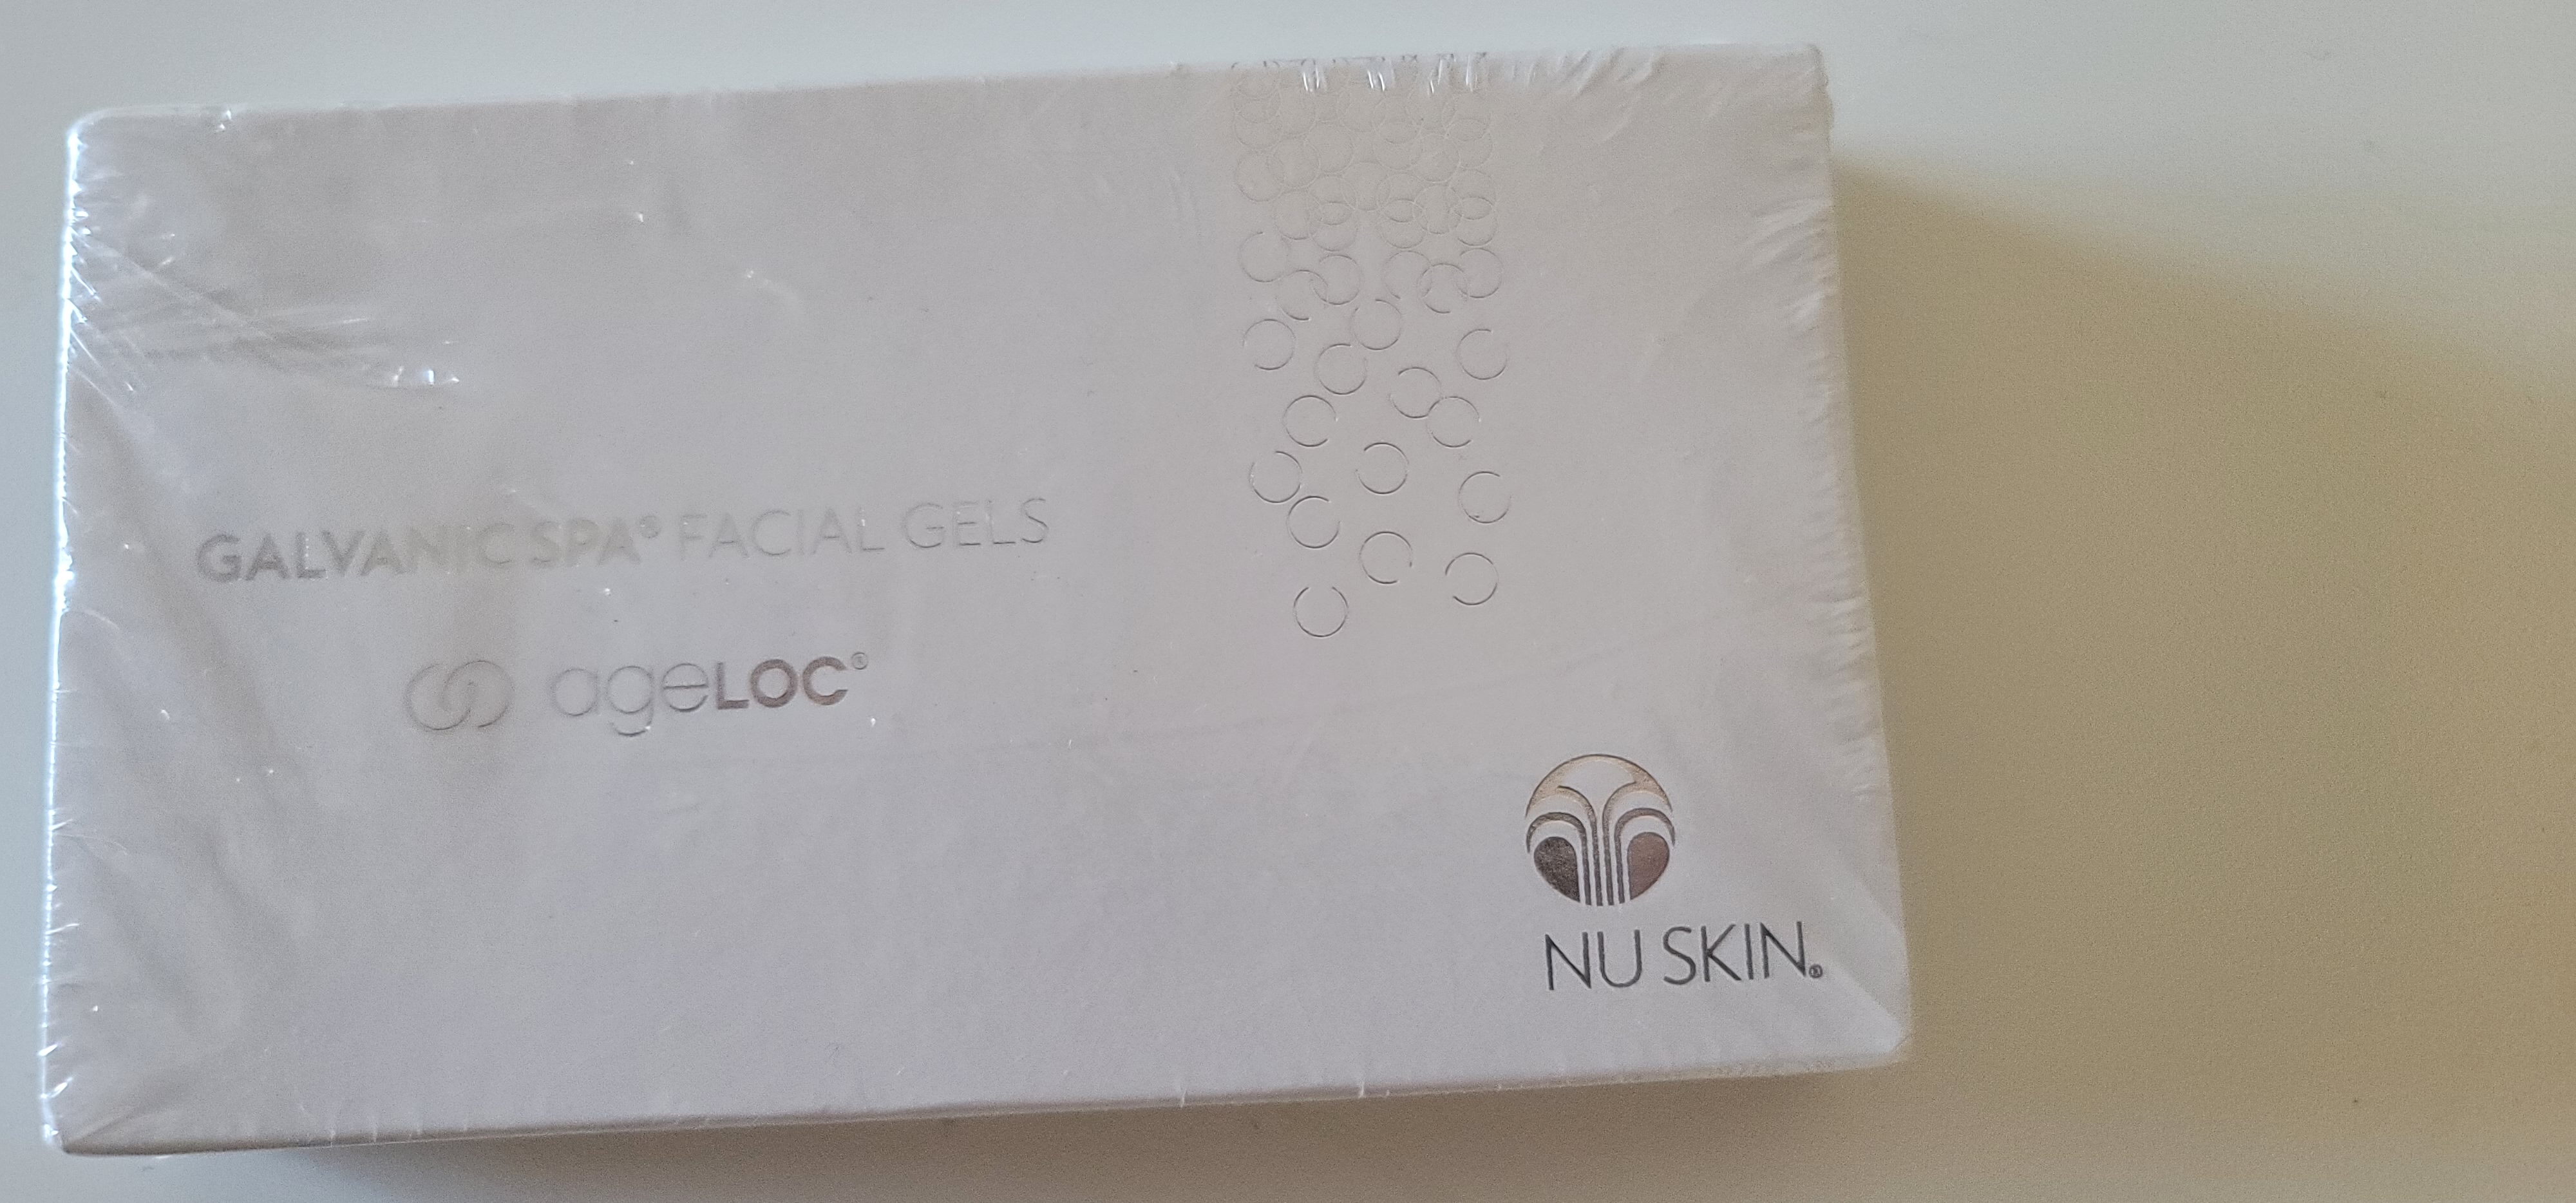 GALVANIC SPA® FACIAL GELS
ageLOC®
NU SKIN®